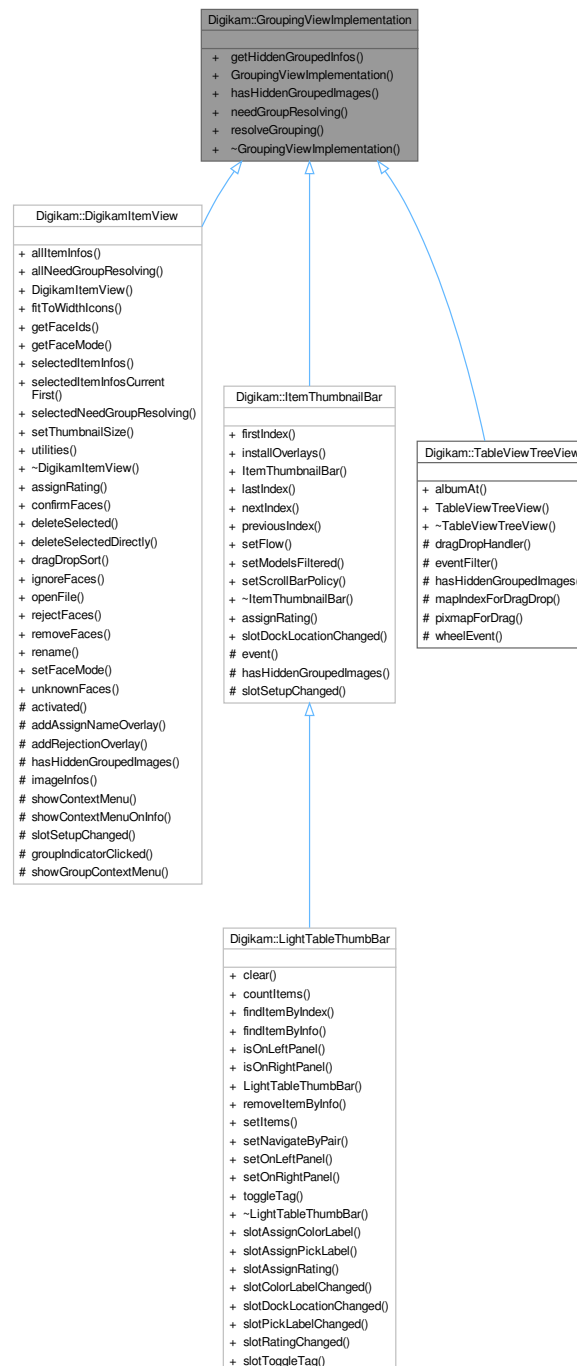 Digikam::GroupingViewImplementation
+ getHiddenGroupedInfos()
+ GroupingViewImplementation()
+ hasHiddenGroupedImages()
+ needGroupResolving()
+ resolveGrouping()
+ ~GroupingViewImplementation()
Digikam::DigikamItemView
+ allItemInfos()
+ allNeedGroupResolving()
+ DigikamItemView()
+ fitToWidthIcons()
+ getFaceIds()
+ getFaceMode()
+ selectedItemInfos()
+ selectedItemInfosCurrent
First()
+ selectedNeedGroupResolving()
+ setThumbnailSize()
+ utilities()
+ ~DigikamItemView()
+ assignRating()
+ confirmFaces()
+ deleteSelected()
+ deleteSelectedDirectly()
+ dragDropSort()
+ ignoreFaces()
+ openFile()
+ rejectFaces()
+ removeFaces()
+ rename()
+ setFaceMode()
+ unknownFaces()
# activated()
# addAssignNameOverlay()
# addRejectionOverlay()
# hasHiddenGroupedImages()
# imageInfos()
# showContextMenu()
# showContextMenuOnInfo()
# slotSetupChanged()
# groupIndicatorClicked()
# showGroupContextMenu()
Digikam::ItemThumbnailBar
+ firstIndex()
+ installOverlays()
+ ItemThumbnailBar()
+ lastIndex()
+ nextIndex()
+ previousIndex()
+ setFlow()
+ setModelsFiltered()
+ setScrollBarPolicy()
+ ~ItemThumbnailBar()
+ assignRating()
+ slotDockLocationChanged()
# event()
# hasHiddenGroupedImages()
# slotSetupChanged()
Digikam::TableViewTreeView
+ albumAt()
+ TableViewTreeView()
+ ~TableViewTreeView()
# dragDropHandler()
# eventFilter()
# hasHiddenGroupedImages(
# mapIndexForDragDrop()
# pixmapForDrag()
# wheelEvent()
Digikam::LightTableThumbBar
+ clear()
+ countItems()
+ findItemByIndex()
+ findItemByInfo()
+ isOnLeftPanel()
+ isOnRightPanel()
+ LightTableThumbBar()
+ removeItemByInfo()
+ setItems()
+ setNavigateByPair()
+ setOnLeftPanel()
+ setOnRightPanel()
+ toggleTag()
+ ~LightTableThumbBar()
+ slotAssignColorLabel()
+ slotAssignPickLabel()
+ slotAssignRating()
+ slotColorLabelChanged()
+ slotDockLocationChanged()
+ slotPickLabelChanged()
+ slotRatingChanged()
+ slotToggleTag()